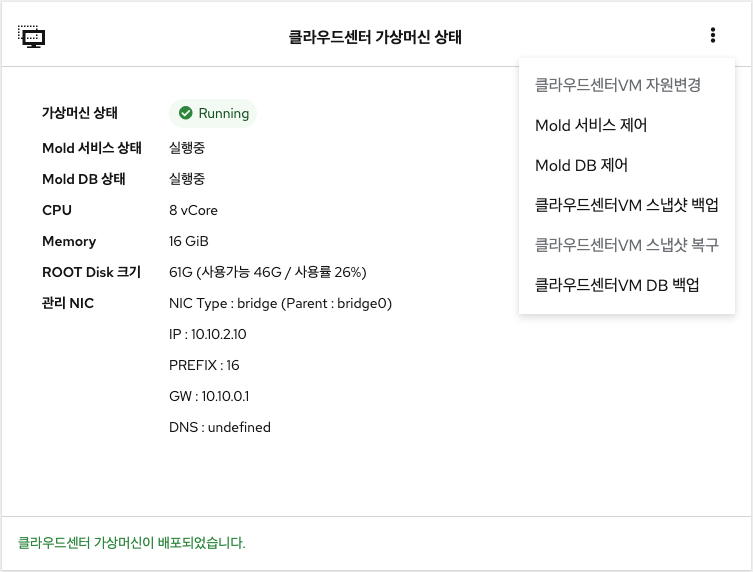 클라우드센터 가상머신 상태
클라우드센터VM 자원변경
Mold 서비스 제어
Mold DB 제어
클라우드센터VM 스냅샷 백업
클라우드센터VM 스냅샷 복구
클라우드센터VM DB 백업
가상머신 상태 Running
Mold 서비스 상태 실행중
Mold DB 상태 실행중
CPU 8 vCore
Memory 16 GiB
ROOT Disk 크기 61G (사용가능 46G / 사용률 26%)
관리 NIC NIC Type : bridge (Parent : bridge0)
IP : 10.10.2.10
PREFIX : 16
GW : 10.10.0.1
DNS : undefined
클라우드센터 가상머신이 배포되었습니다.